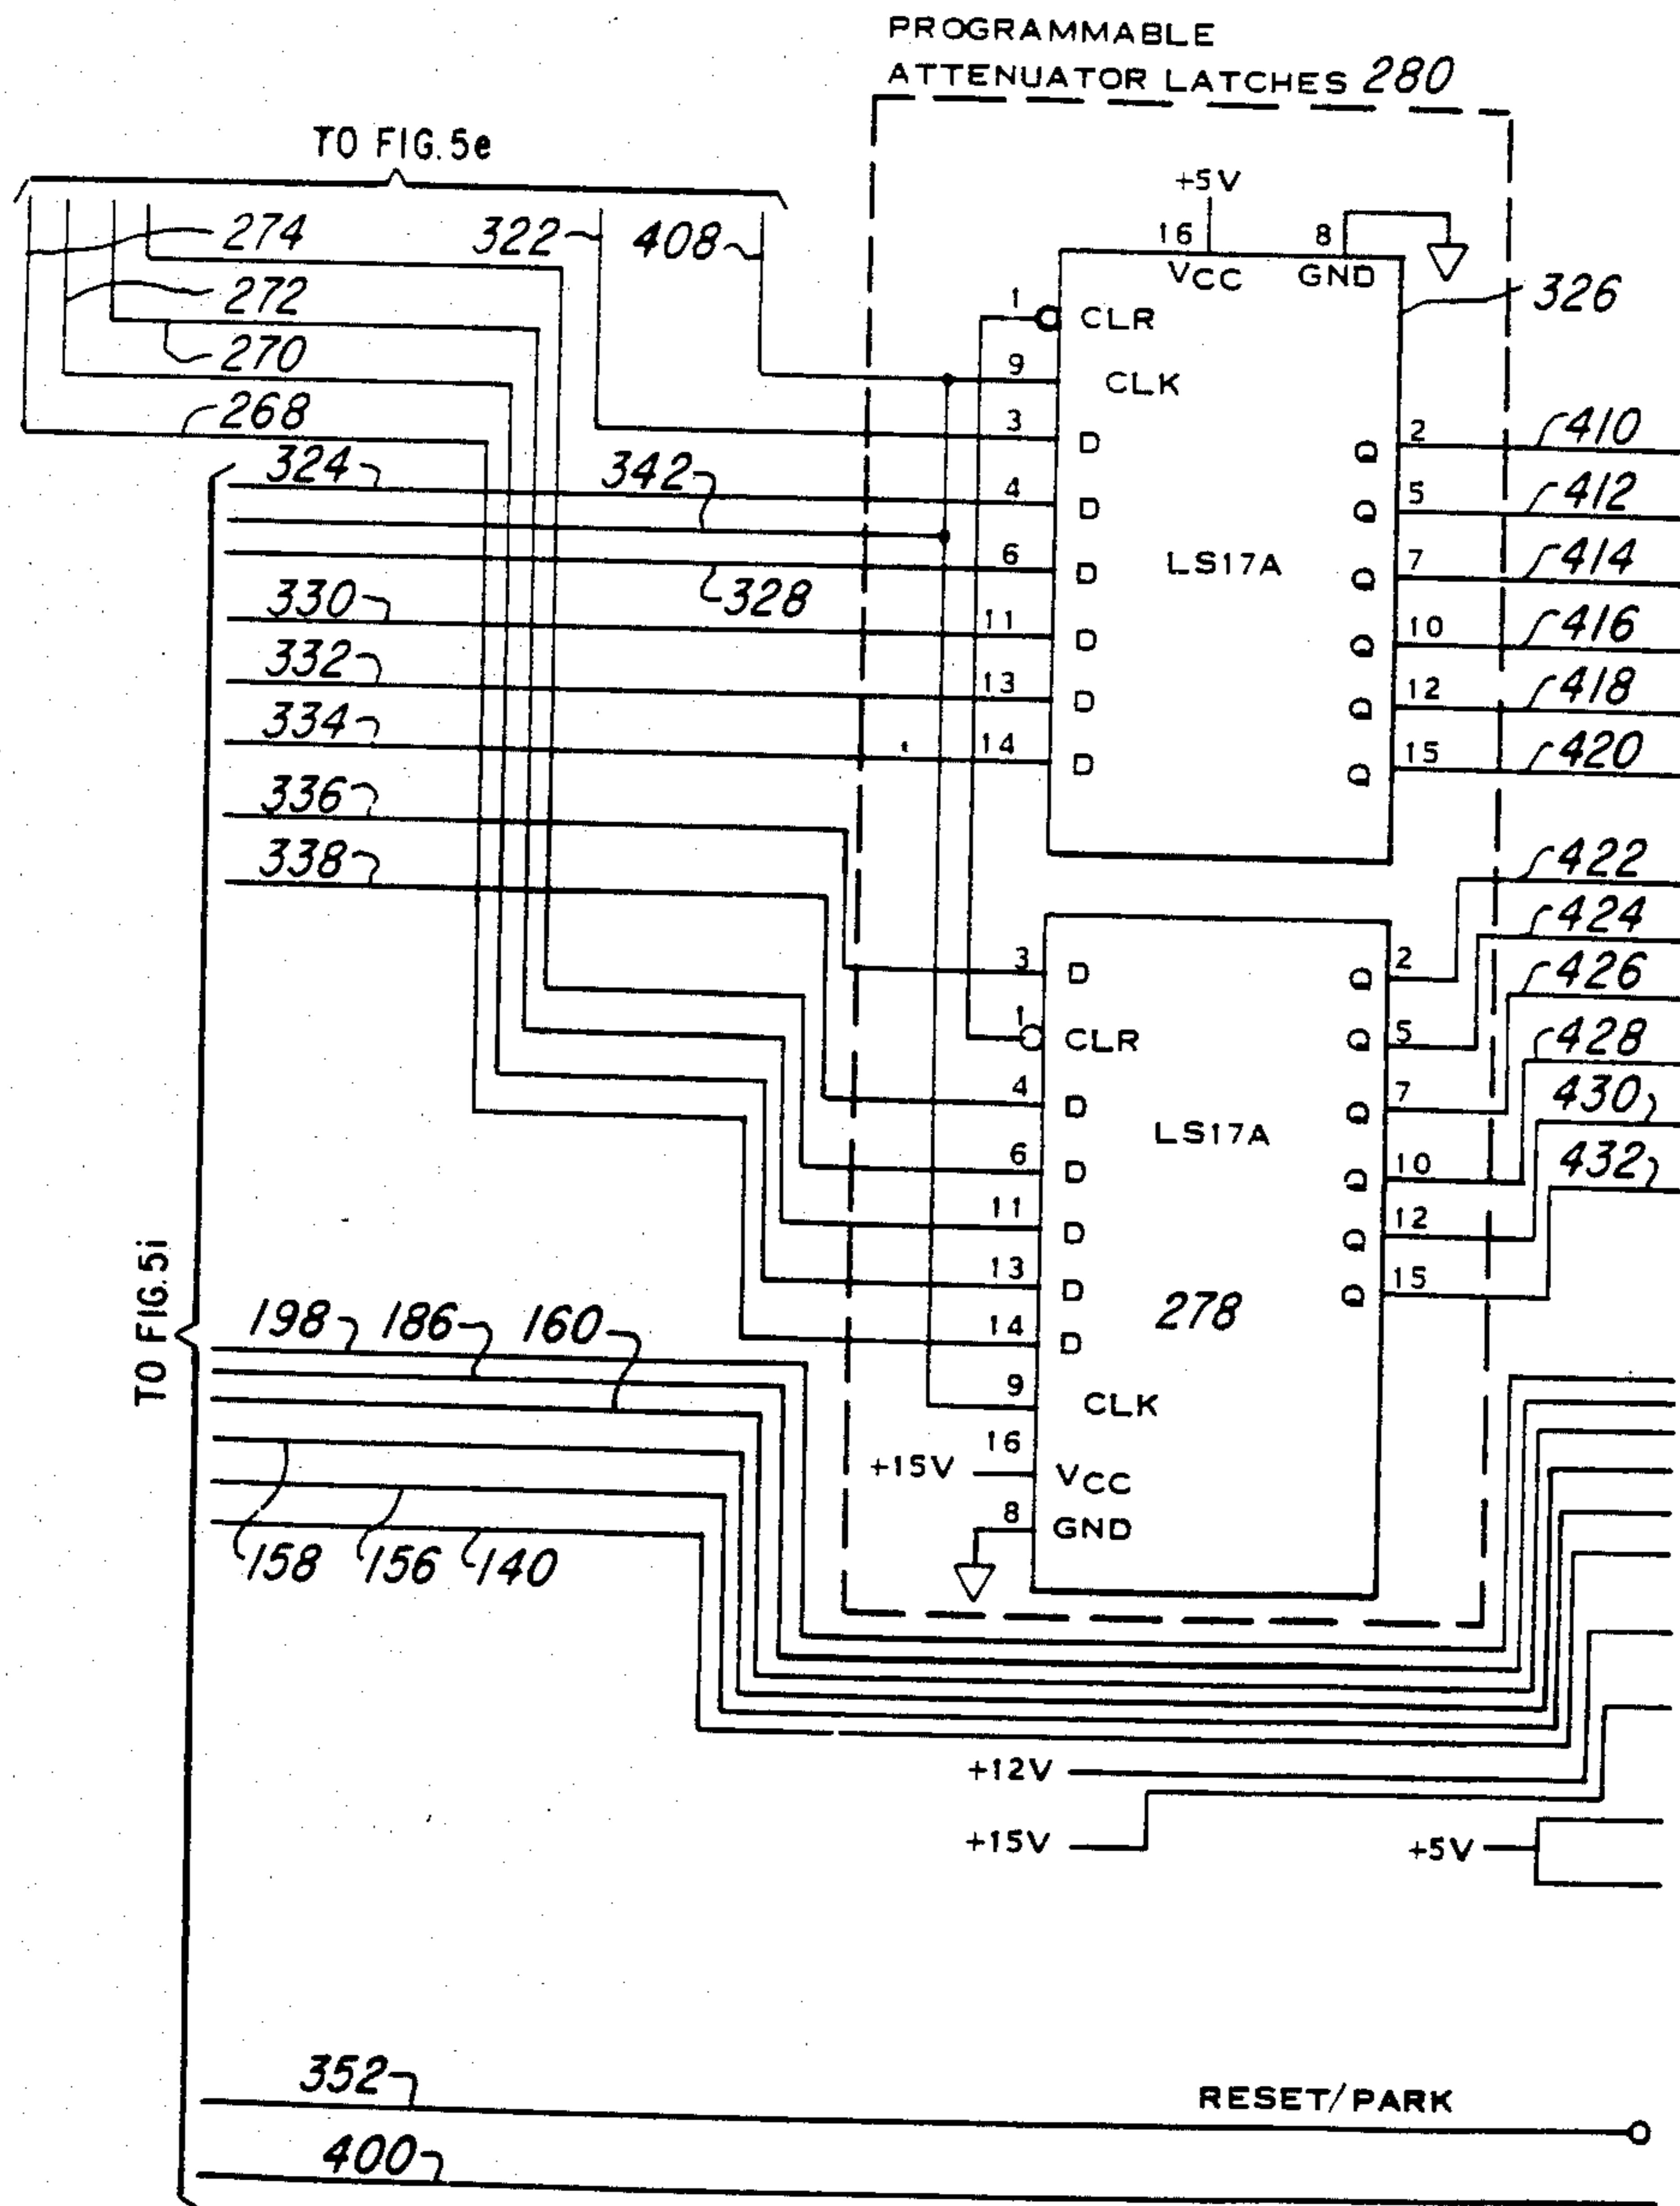 PROGRAMMABLE
ATTENUATOR LATCHES 280
TO FIG. 5e
+5V
16 8
VCC GND
274 322 408
272
270
268
326
1 CLR
9 CLK
3 D
4 D
6 D
LS17A
11 D
13 D
14 D
324 342
328
330
332
334
336
338
Q 2 410
Q 5 412
Q 7 414
Q 10 416
Q 12 418
Q 15 420
422
424
426
428
430
432
3 D
1 CLR
4 D
LS17A
6 D
11 D
13 D
278
14 D
9 CLK
16
+15V VCC
8 GND
Q 2
Q 5
Q 7
Q 10
Q 12
Q 15
TO FIG. 5i
198 186 160
158 156 140
+12V
+15V
+5V
352
RESET/PARK
400